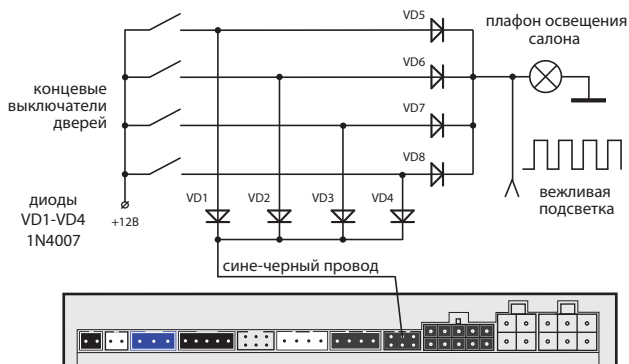 VD5
плафон освещения
салона
VD6
концевые
выключатели
дверей
VD7
VD8
вежливая
подсветка
диоды
VD1-VD4
1N4007
+12В
VD1
VD2
VD3
VD4
сине-черный провод